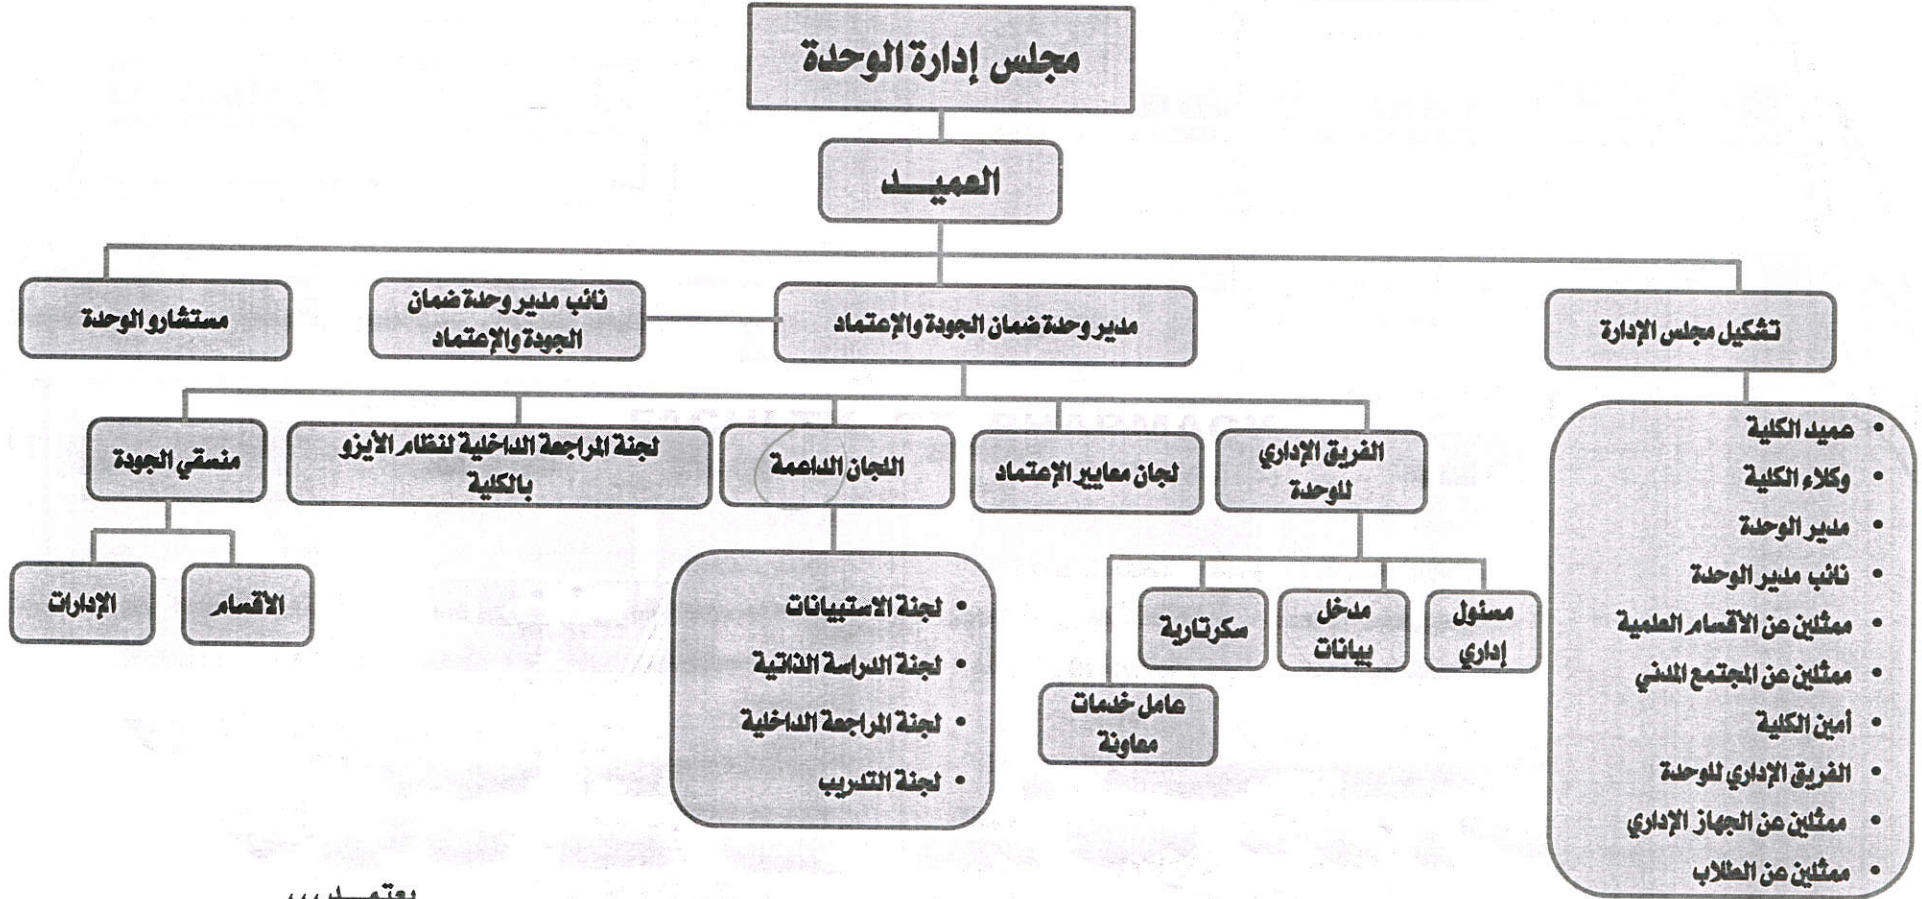 مجلس إدارة الوحدة
العميـــد
تشكيل مجلس الإدارة
مدير وحدة ضمان الجودة والإعتماد
نائب مدير وحدة ضمان
الجودة والإعتماد
مستشارو الوحدة
• عميد الكلية
• وكلاء الكلية
• مدير الوحدة
• نائب مدير الوحدة
• ممثلين عن الأقسام العلمية
• ممثلين عن المجتمع المدني
• أمين الكلية
• الفريق الإداري للوحدة
• ممثلين عن الجهاز الإداري
• ممثلين عن الطلاب
الفريق الإداري
للوحدة
لجان معايير الإعتماد
اللجان الداعمة
لجنة المراجعة الداخلية لنظام الأيزو
بالكلية
منسقي الجودة
مسئول
إداري
مدخل
بيانات
سكرتارية
عامل خدمات
معاونة
• لجنة الاستبيانات
• لجنة الدراسة الذاتية
• لجنة المراجعة الداخلية
• لجنة التدريب
الأقسام
الإدارات
يعتمـــد,,,